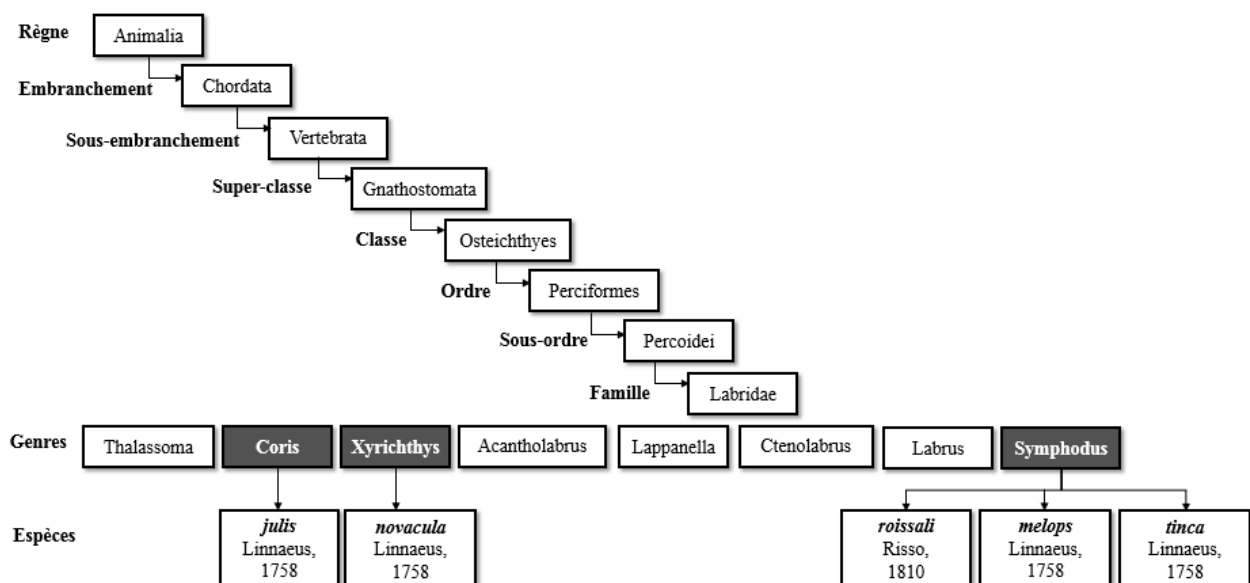 Règne
Animalia
Embranchement
Chordata
Sous-embranchement
Vertebrata
Super-classe
Gnathostomata
Classe
Osteichthyes
Ordre
Perciformes
Sous-ordre
Percoidei
Famille
Labridae
Genres
Thalassoma
Coris
Xyrichthys
Acantholabrus
Lappanella
Ctenolabrus
Labrus
Symphodus
Espèces
julis
Linnaeus,
1758
novacula
Linnaeus,
1758
roissali
Risso,
1810
melops
Linnaeus,
1758
tinca
Linnaeus,
1758